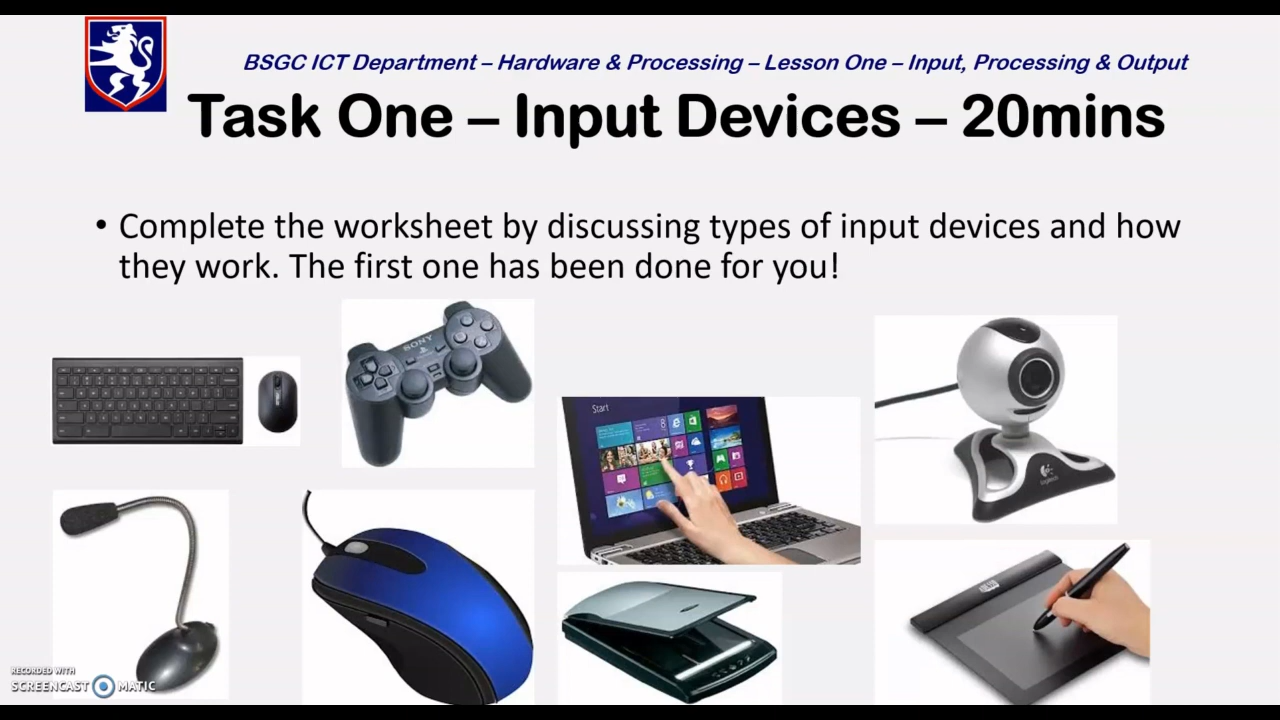 BSGC ICT Department – Hardware & Processing – Lesson One – Input, Processing & Output
Task One – Input Devices – 20mins
• Complete the worksheet by discussing types of input devices and how
they work. The first one has been done for you!
SONY
Start
8
logitech
RECORDED WITH
SCREENCAST MATIC